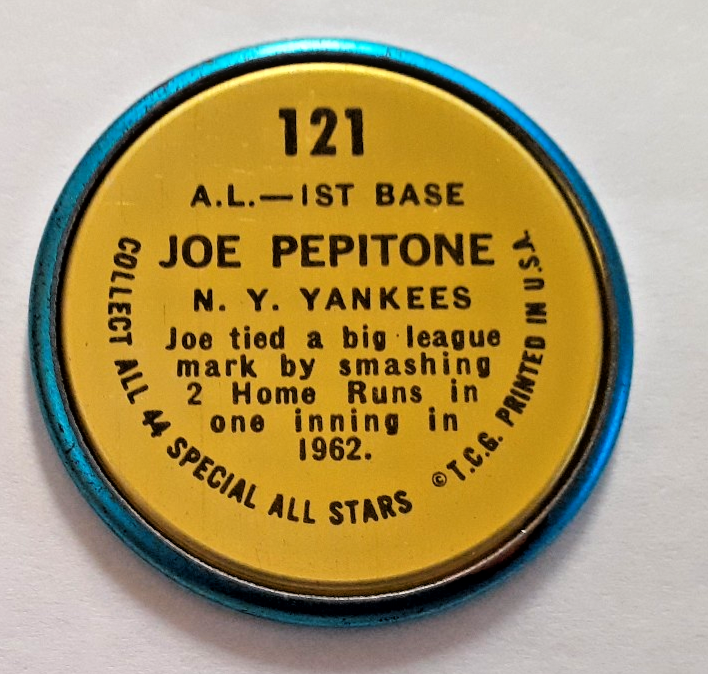 121
A.L.—IST BASE
JOE PEPITONE
N. Y. YANKEES
Joe tied a big league
mark by smashing
2 Home Runs in
one inning in
1962.
COLLECT ALL 44 SPECIAL ALL STARS
© T.C.G. PRINTED IN U.S.A.